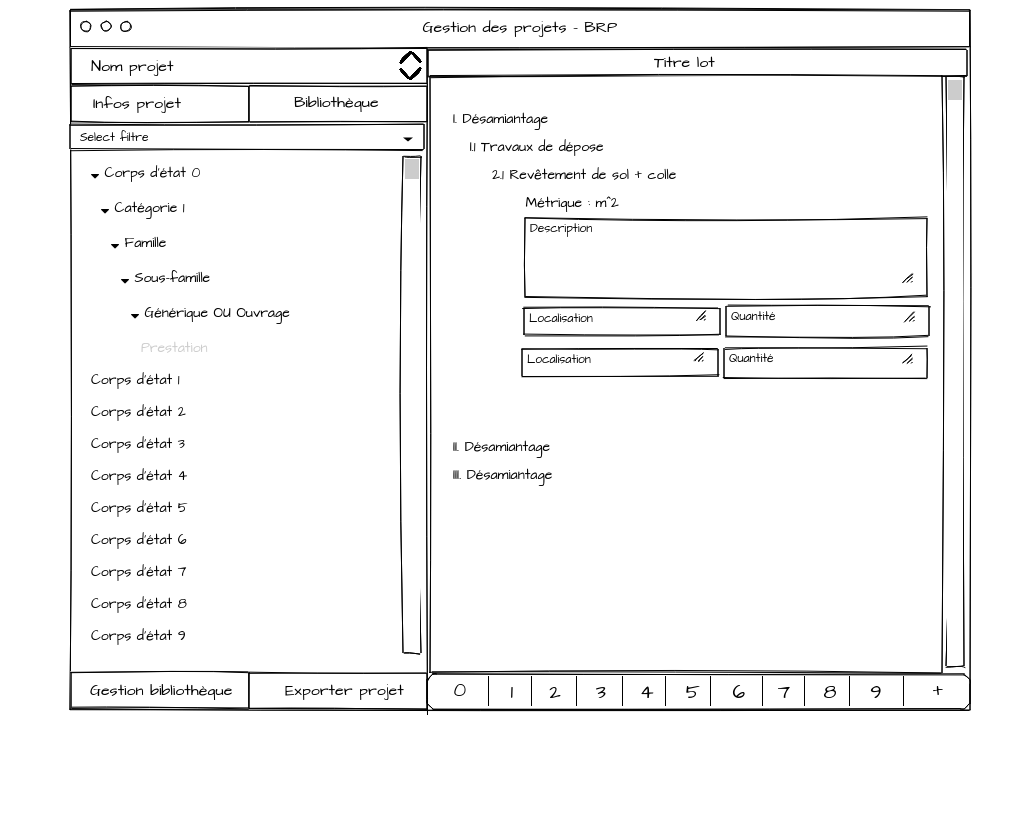 Gestion des projets - BRP
Nom projet
Infos projet
Bibliothèque
Select filtre
Corps d'état 0
Catégorie 1
Famille
Sous-famille
Générique OU Ouvrage
Prestation
Corps d'état 1
Corps d'état 2
Corps d'état 3
Corps d'état 4
Corps d'état 5
Corps d'état 6
Corps d'état 7
Corps d'état 8
Corps d'état 9
Gestion bibliothèque
Exporter projet
Titre lot
I. Désamiantage
1.1 Travaux de dépose
2.1 Revêtement de sol + colle
Métrique : m^2
Description
Localisation
Quantité
Localisation
Quantité
II. Désamiantage
III. Désamiantage
0 1 2 3 4 5 6 7 8 9 +